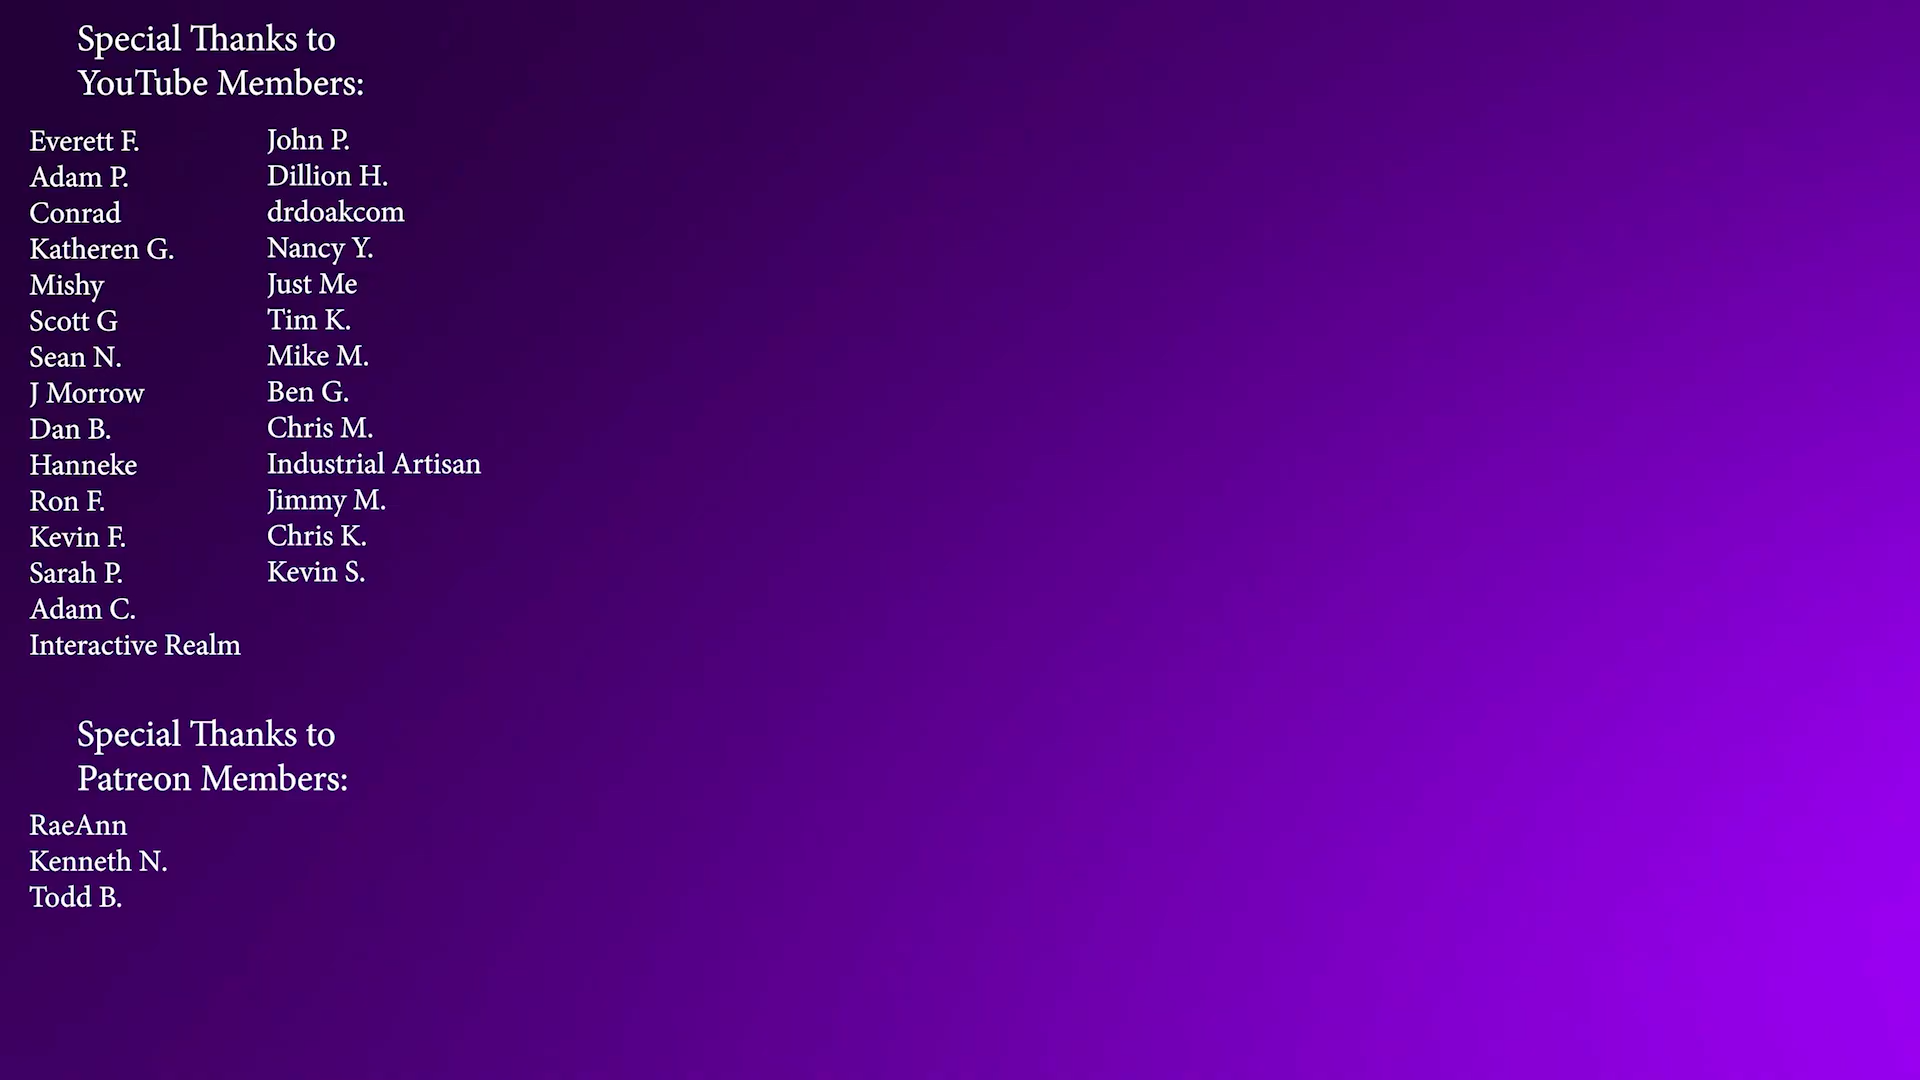 Special Thanks to
YouTube Members:
Everett F.
Adam P.
Conrad
Katheren G.
Mishy
Scott G
Sean N.
J Morrow
Dan B.
Hanneke
Ron F.
Kevin F.
Sarah P.
Adam C.
Interactive Realm
John P.
Dillion H.
drdoakcom
Nancy Y.
Just Me
Tim K.
Mike M.
Ben G.
Chris M.
Industrial Artisan
Jimmy M.
Chris K.
Kevin S.
Special Thanks to
Patreon Members:
RaeAnn
Kenneth N.
Todd B.